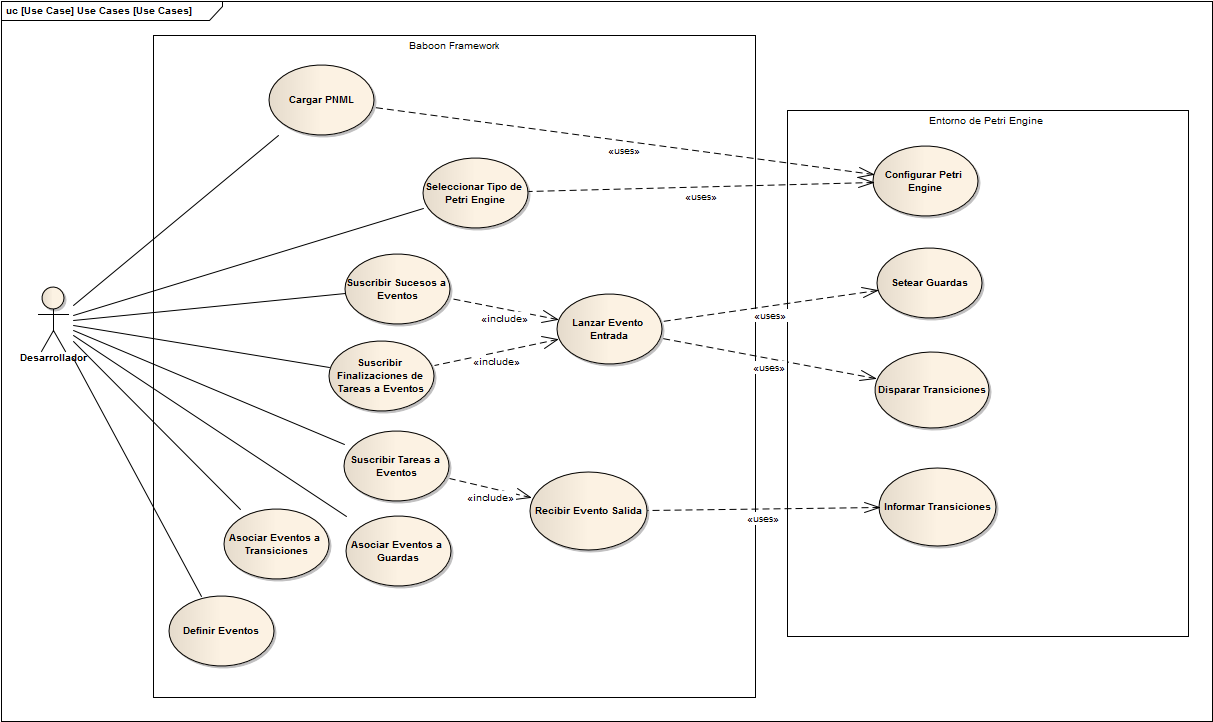 uc [Use Case] Use Cases [Use Cases]
Baboon Framework
Cargar PNML
Entorno de Petri Engine
«uses»
Configurar Petri
Engine
Seleccionar Tipo de
Petri Engine
«uses»
Suscribir Sucesos a
Eventos
«include»
Lanzar Evento
Entrada
«uses»
Setear Guardas
Desarrollador
Suscribir
Finalizaciones de
Tareas a Eventos
«include»
«uses»
Disparar Transiciones
Suscribir Tareas a
Eventos
«include»
Recibir Evento Salida
«uses»
Informar Transiciones
Asociar Eventos a
Transiciones
Asociar Eventos a
Guardas
Definir Eventos